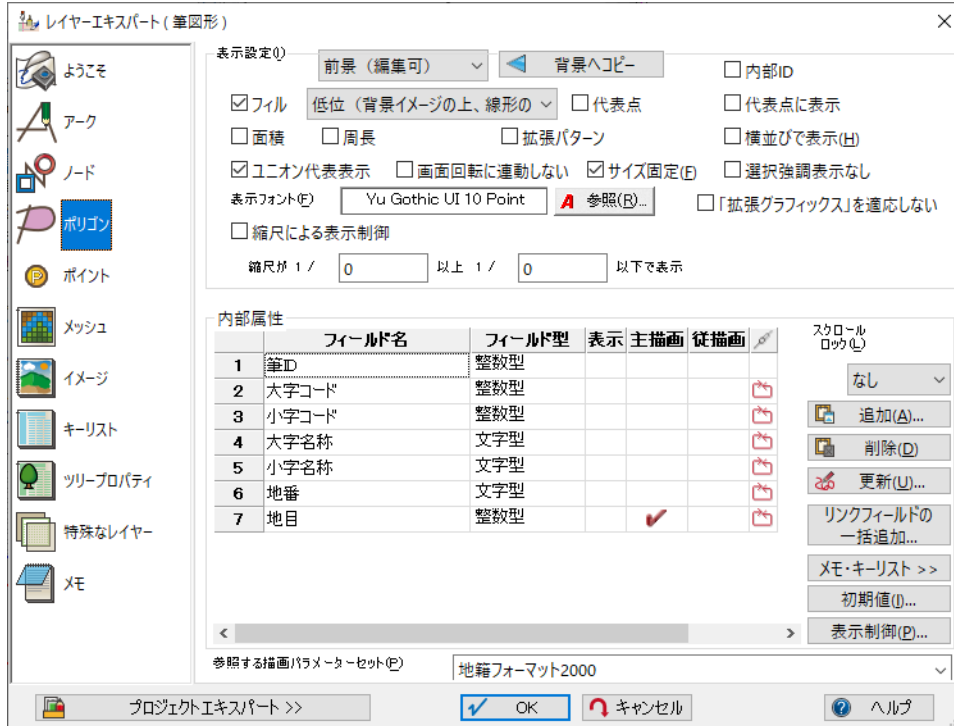 レイヤーエキスパート ( 筆図形 )
ようこそ
アーク
ノード
ポリゴン
ポイント
メッシュ
イメージ
キーリスト
ツリープロパティ
特殊なレイヤー
メモ
表示設定(I)
前景（編集可） 背景へコピー 内部ID
フィル 低位（背景イメージの上、線形の 代表点 代表点に表示
面積 周長 拡張パターン 横並びで表示(H)
ユニオン代表表示 画面回転に連動しない サイズ固定(F) 選択強調表示なし
表示フォント(F) Yu Gothic UI 10 Point A 参照(R)... 「拡張グラフィックス」を適応しない
縮尺による表示制御
縮尺が 1 / 0 以上 1 / 0 以下で表示
内部属性
フィールド名 フィールド型 表示 主描画 従描画
1 筆ID 整数型
2 大字コード 整数型
3 小字コード 整数型
4 大字名称 文字型
5 小字名称 文字型
6 地番 文字型
7 地目 整数型
スクロール
ロック(L)
なし
追加(A)...
削除(D)
更新(U)...
リンクフィールドの
一括追加...
メモ・キーリスト >>
初期値(I)...
表示制御(P)...
参照する描画パラメーターセット(P) 地籍フォーマット2000
プロジェクトエキスパート >> OK キャンセル ヘルプ